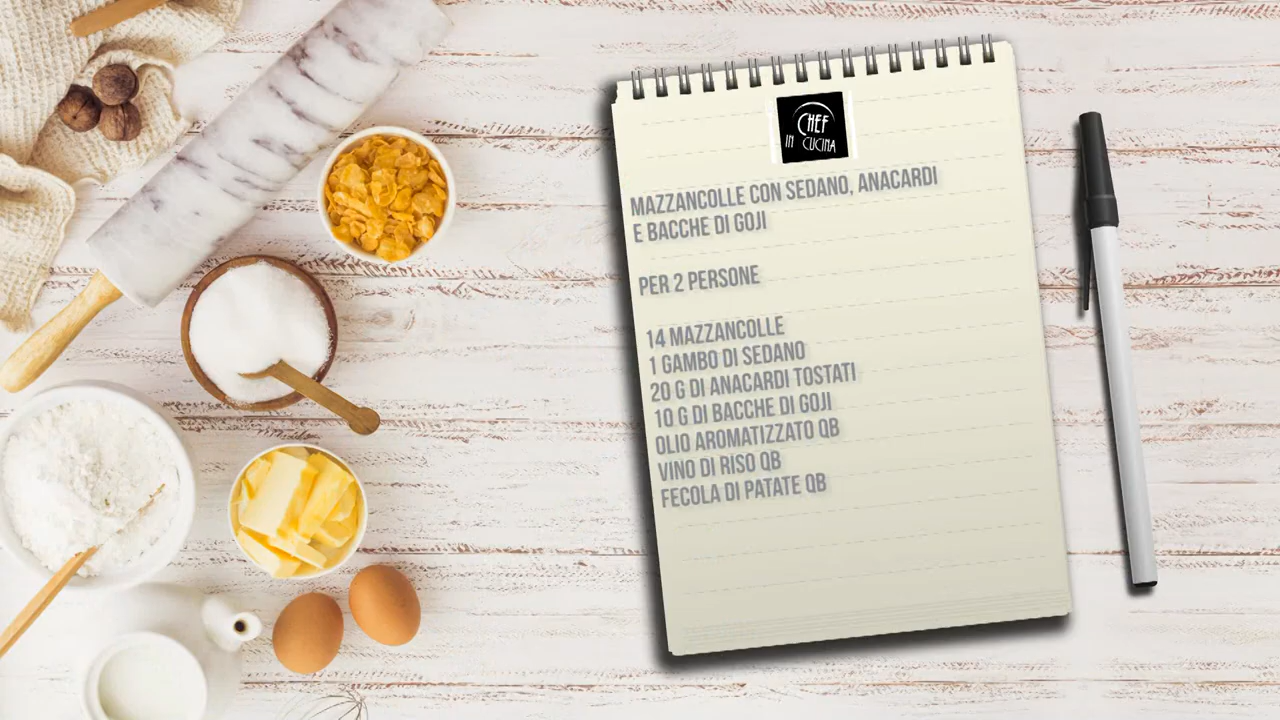 CHEF
IN CUCINA
MAZZANCOLLE CON SEDANO, ANACARDI
E BACCHE DI GOJI
PER 2 PERSONE
14 MAZZANCOLLE
1 GAMBO DI SEDANO
20 G DI ANACARDI TOSTATI
10 G DI BACCHE DI GOJI
OLIO AROMATIZZATO QB
VINO DI RISO QB
FECOLA DI PATATE QB